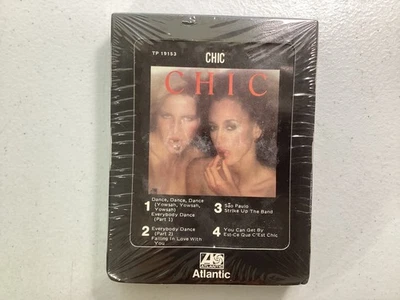 TP 19153
CHIC
CHIC
1 Dance, Dance, Dance
(Yowsah, Yowsah,
Yowsah)
Everybody Dance
(Part 1)
2 Everybody Dance
(Part 2)
Falling In Love With
You
3 São Paulo
Strike Up The Band
4 You Can Get By
Est-Ce Que C'Est Chic
Atlantic